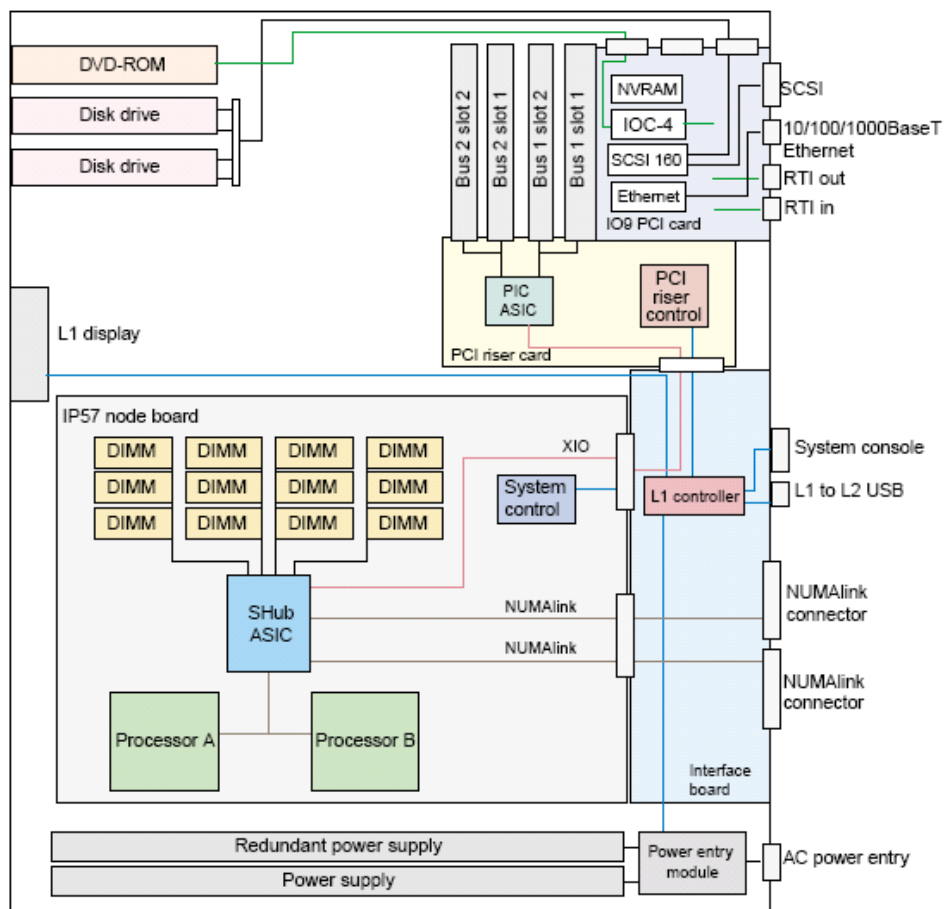 DVD-ROM
Disk drive
Disk drive
Bus 2 slot 2
Bus 2 slot 1
Bus 1 slot 2
Bus 1 slot 1
NVRAM
IOC-4
SCSI 160
Ethernet
IO9 PCI card
SCSI
10/100/1000BaseT
Ethernet
RTI out
RTI in
PIC
ASIC
PCI
riser
control
PCI riser card
L1 display
IP57 node board
DIMM
DIMM
DIMM
DIMM
DIMM
DIMM
DIMM
DIMM
DIMM
DIMM
DIMM
DIMM
XIO
System
control
L1 controller
System console
L1 to L2 USB
SHub
ASIC
NUMAlink
NUMAlink
NUMAlink
connector
NUMAlink
connector
Processor A
Processor B
Interface
board
Redundant power supply
Power supply
Power entry
module
AC power entry